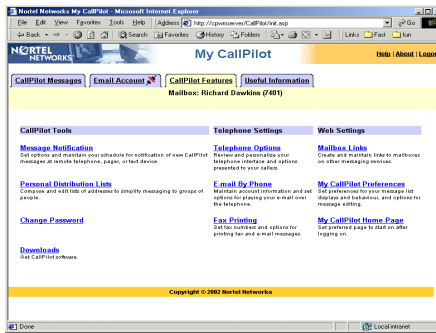 Nortel Networks My CallPilot - Microsoft Internet Explorer
File Edit View Favorites Tools Help Address http://cpwmserver/CallPilot/init.asp Go
Back Search Favorites History Folders Links Fast fun
NORTEL NETWORKS
My CallPilot
Help | About | Logon
CallPilot Messages Email Account CallPilot Features Useful Information
Mailbox: Richard Dawkins (7401)
CallPilot Tools Telephone Settings Web Settings
Message Notification
Set options and maintain your schedule for notification of new CallPilot
messages at remote telephone, pager, or text device.
Telephone Options
Review and personalize your
telephone interface and options
presented to your callers.
Mailbox Links
Create and maintain links to mailboxes
on other messaging services.
Personal Distribution Lists
Compose and edit lists of addresses to simplify messaging to groups of
people.
E-mail By Phone
Maintain account information and set
options for playing your e-mail over
the telephone.
My CallPilot Preferences
Set preferences for your message list
displays and behaviour, and options for
message editing.
Change Password
Fax Printing
Set fax numbers and options for
printing fax and e-mail messages.
My CallPilot Home Page
Set preferred page to start on after
logging on.
Downloads
Get CallPilot software.
Copyright © 2002 Nortel Networks
Done Local intranet